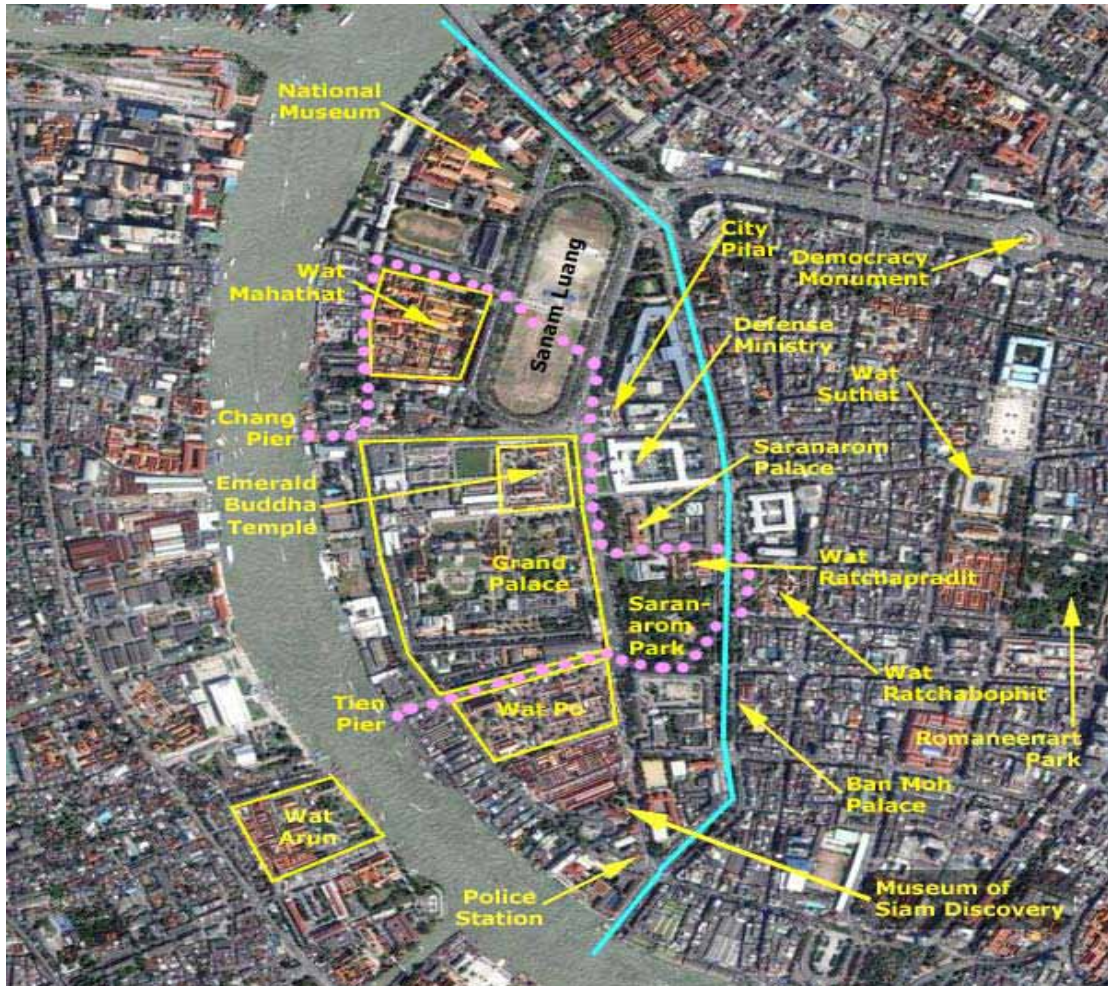 National
Museum
City
Pilar
Democracy
Monument
Wat
Mahathat
Sanam Luang
Defense
Ministry
Wat
Suthat
Chang
Pier
Saranarom
Palace
Emerald
Buddha
Temple
Grand
Palace
Wat
Ratchapradit
Saran-
arom
Park
Wat
Ratchabophit
Tien
Pier
Wat Po
Romaneenart
Park
Ban Moh
Palace
Wat
Arun
Police
Station
Museum of
Siam Discovery